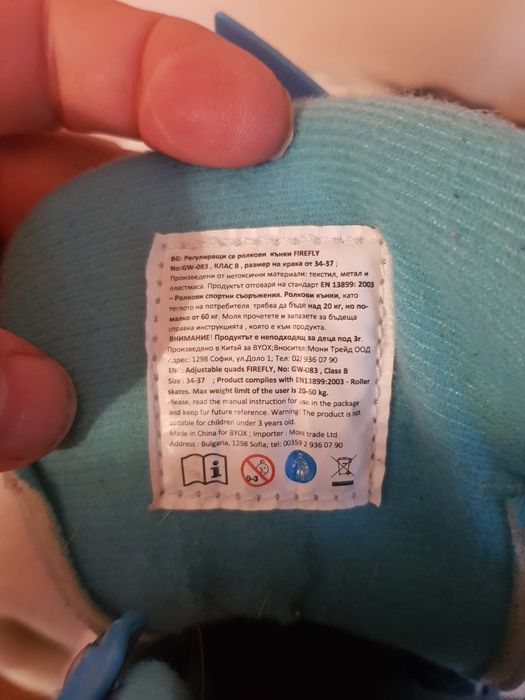 BG: Регулиращи се ролкови кънки FIREFLY
No:GW-083 , КЛАС B , размер на крака от 34-37 ;
Произведени от нетоксични материали: текстил, метал и
пластмаса. Продуктът отговаря на стандарт EN 13899: 2003
– Ролкови спортни сборъжения. Ролкови кънки, като
теглото на потребителя трябва да бъде над 20 кг, но по-
малко от 60 кг. Моля прочетете и запазете за бъдеща
справка инструкцията , която е към продукта.
ВНИМАНИЕ! Продуктът е неподходящ за деца под 3г.
Произведено в Китай за BYOX;Вносител:Мони Трейд ООД
Адрес: 1298 София, ул.Доло 1; Тел: 02/ 936 07 90
ENG: Adjustable quads FIREFLY, No: GW-083 , Class B
Size : 34-37 ; Product complies with EN13899:2003 - Roller
skates. Max weight limit of the user is 20-60 kg.
Please, read the manual instruction for use in the package
and keep for future reference. Warning! The product is not
suitable for children under 3 years old.
Made in China for BYOX ; Importer : Moni trade Ltd
Address : Bulgaria, 1298 Sofia; tel: 00359 2 936 07 90
0-3